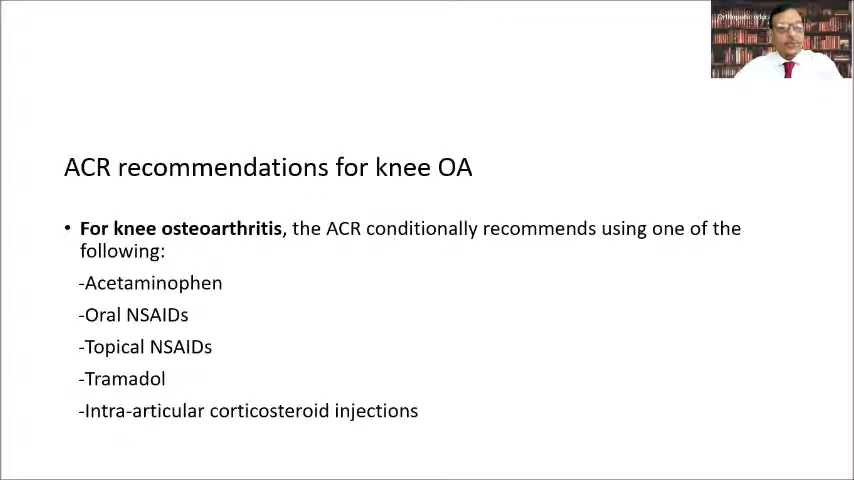 ACR recommendations for knee OA
• For knee osteoarthritis, the ACR conditionally recommends using one of the
following:
-Acetaminophen
-Oral NSAIDs
-Topical NSAIDs
-Tramadol
-Intra-articular corticosteroid injections